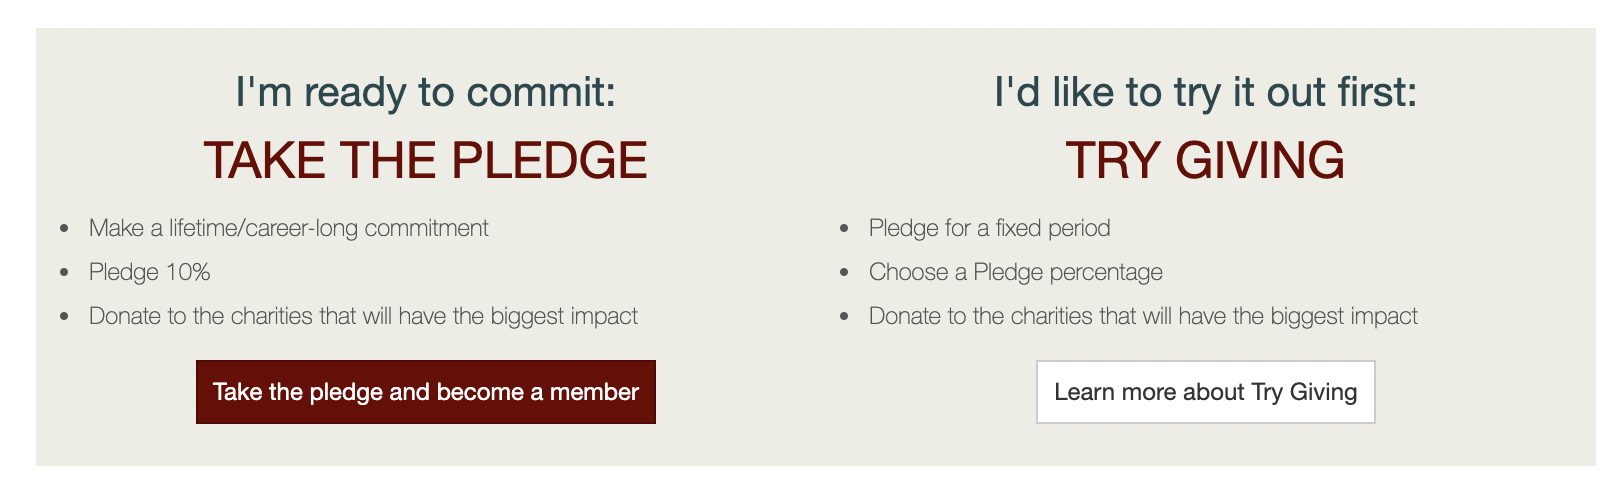 I'm ready to commit:
TAKE THE PLEDGE
• Make a lifetime/career-long commitment
• Pledge 10%
• Donate to the charities that will have the biggest impact
Take the pledge and become a member
I'd like to try it out first:
TRY GIVING
• Pledge for a fixed period
• Choose a Pledge percentage
• Donate to the charities that will have the biggest impact
Learn more about Try Giving